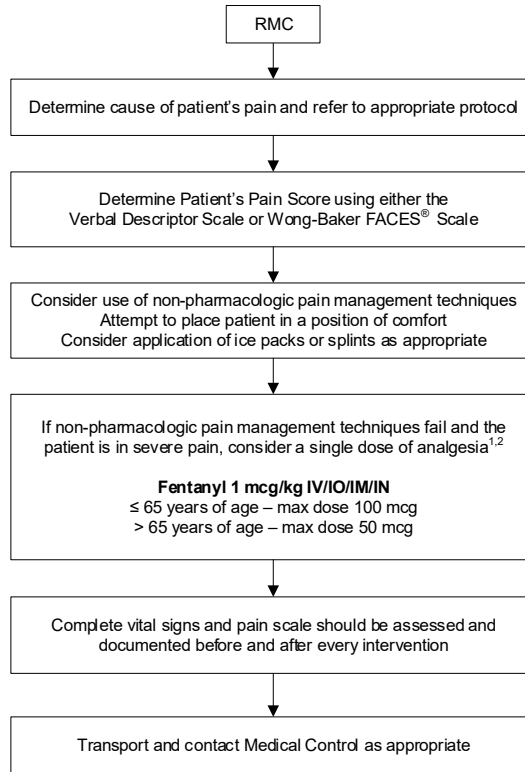 RMC
Determine cause of patient's pain and refer to appropriate protocol
Determine Patient's Pain Score using either the
Verbal Descriptor Scale or Wong-Baker FACES® Scale
Consider use of non-pharmacologic pain management techniques
Attempt to place patient in a position of comfort
Consider application of ice packs or splints as appropriate
If non-pharmacologic pain management techniques fail and the
patient is in severe pain, consider a single dose of analgesia¹,²
Fentanyl 1 mcg/kg IV/IO/IM/IN
≤ 65 years of age – max dose 100 mcg
> 65 years of age – max dose 50 mcg
Complete vital signs and pain scale should be assessed and
documented before and after every intervention
Transport and contact Medical Control as appropriate